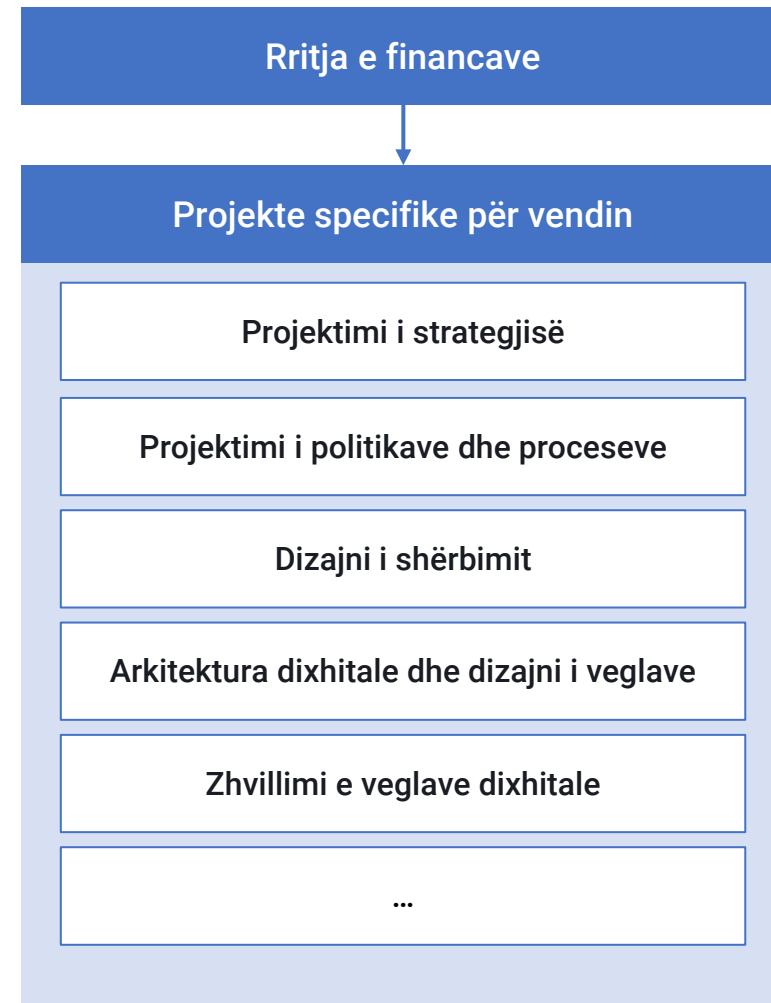 Rritja e financave
Projekte specifike për vendin
Projektimi i strategjisë
Projektimi i politikave dhe proceseve
Dizajni i shërbimit
Arkitektura dixhitale dhe dizajni i veglave
Zhvillimi e veglave dixhitale
...